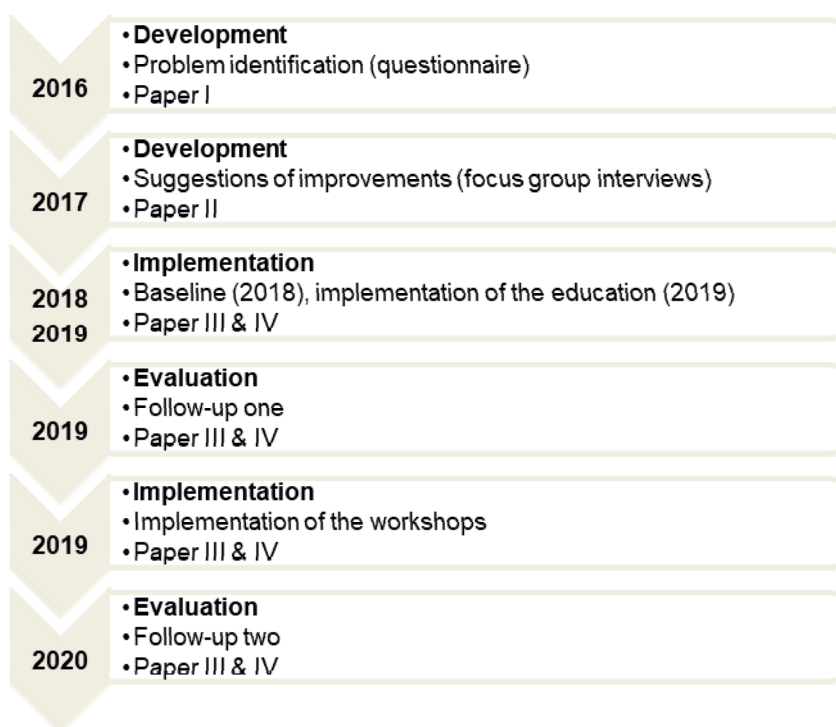 2016
•Development
•Problem identification (questionnaire)
•Paper I
2017
•Development
•Suggestions of improvements (focus group interviews)
•Paper II
2018
2019
•Implementation
•Baseline (2018), implementation of the education (2019)
•Paper III & IV
2019
•Evaluation
•Follow-up one
•Paper III & IV
2019
•Implementation
•Implementation of the workshops
•Paper III & IV
2020
•Evaluation
•Follow-up two
•Paper III & IV